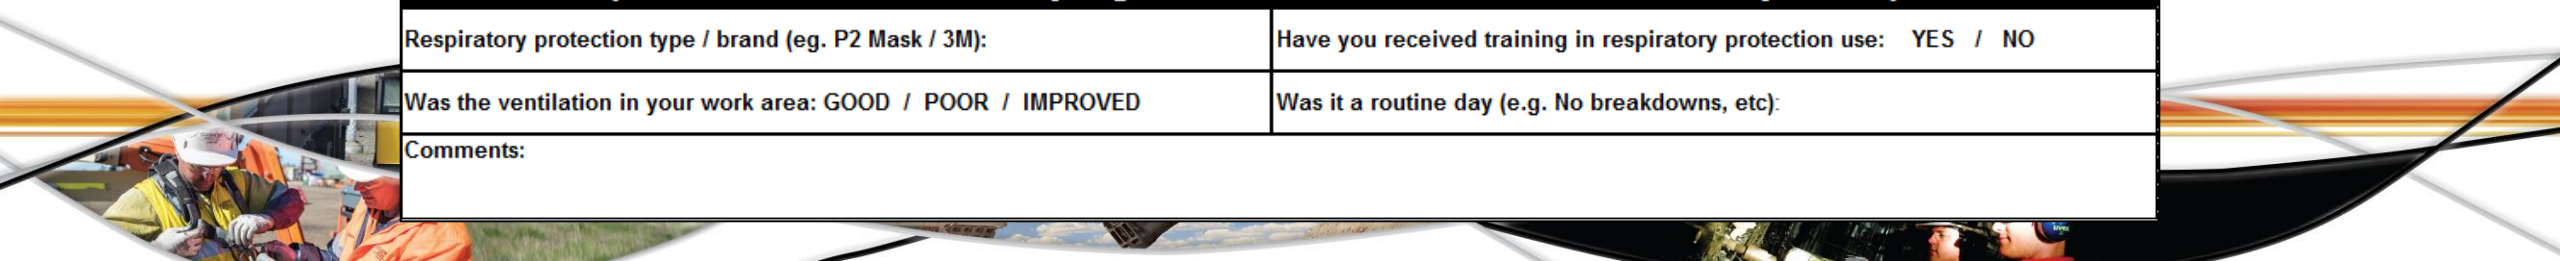 Respiratory protection type / brand (eg. P2 Mask / 3M):
Have you received training in respiratory protection use: YES / NO
Was the ventilation in your work area: GOOD / POOR / IMPROVED
Was it a routine day (e.g. No breakdowns, etc):
Comments: